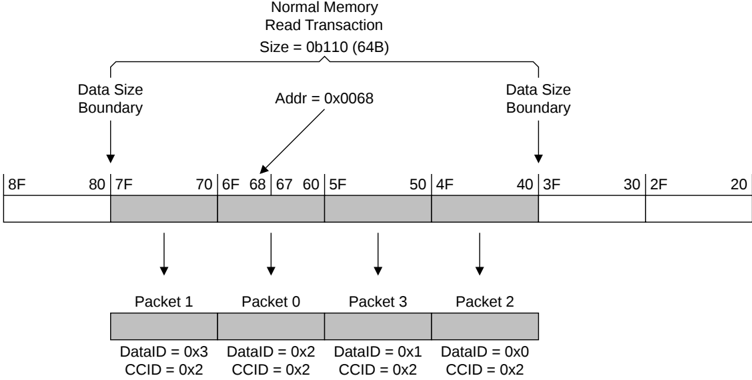 Normal Memory
Read Transaction
Size = 0b110 (64B)
Data Size
Boundary
Addr = 0x0068
Data Size
Boundary
8F 80 7F 70 6F 68 67 60 5F 50 4F 40 3F 30 2F 20
Packet 1 Packet 0 Packet 3 Packet 2
DataID = 0x3 DataID = 0x2 DataID = 0x1 DataID = 0x0
CCID = 0x2 CCID = 0x2 CCID = 0x2 CCID = 0x2